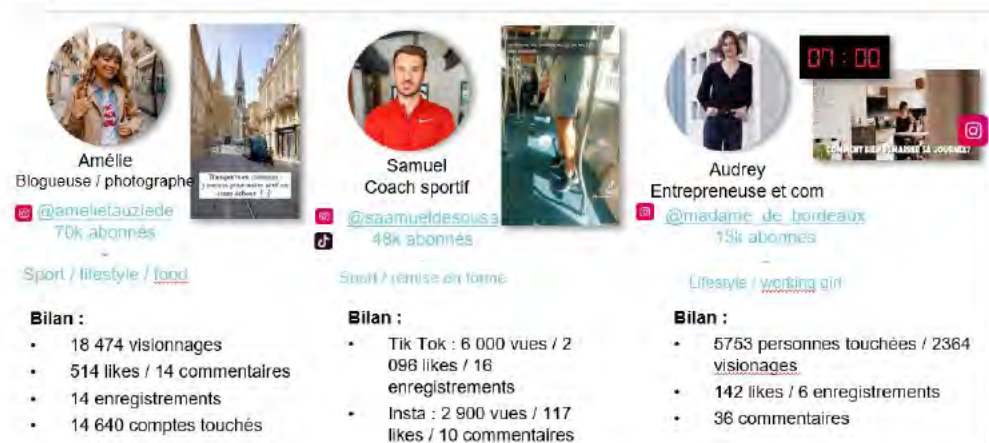 Amélie
Blogueuse / photographe
@amelietauziede
70k abonnés
-
Sport / lifestyle / food
Bilan :
• 18 474 visionnages
• 514 likes / 14 commentaires
• 14 enregistrements
• 14 640 comptes touchés
Samuel
Coach sportif
@saamueldesousa
48k abonnés
-
Sport / remise en forme
Bilan :
• Tik Tok : 6 000 vues / 2
096 likes / 16
enregistrements
• Insta : 2 900 vues / 117
likes / 10 commentaires
07:00
COMMENT BIEN DEMARRER SA JOURNEE?
Audrey
Entrepreneuse et com
@madame_de_bordeaux
abonnés
-
Lifestyle / working girl
Bilan :
• 5753 personnes touchées / 2364
visionages
• 142 likes / 6 enregistrements
• 36 commentaires